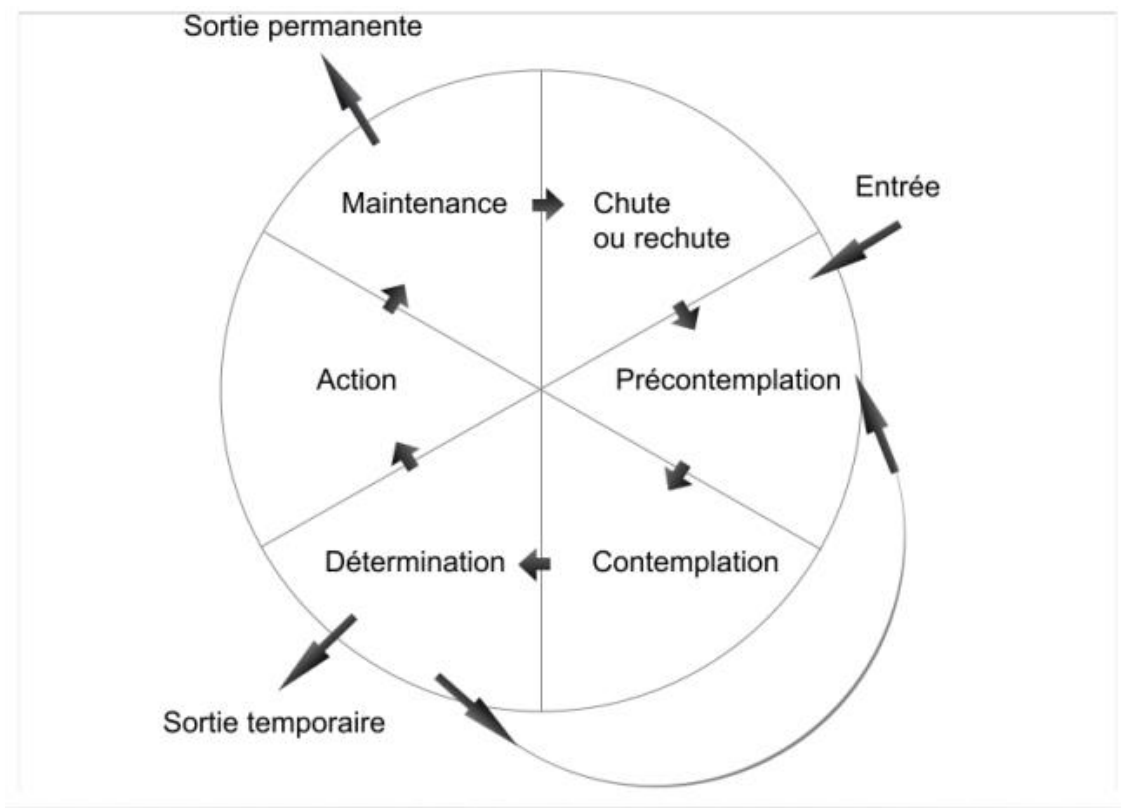 Sortie permanente
Entrée
Maintenance
Chute
ou rechute
Action
Précontemplation
Détermination
Contemplation
Sortie temporaire